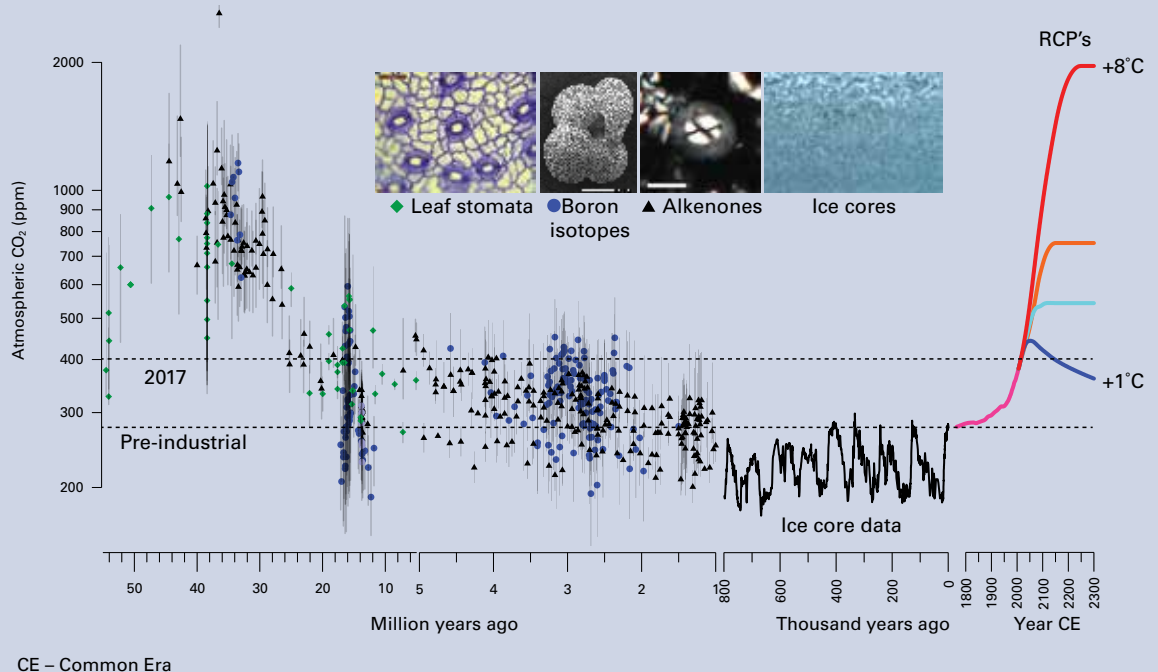 RCP's
+8˚C
2000
1000
900
800
700
600
500
400
300
200
Atmospheric CO₂ (ppm)
Leaf stomata
Boron
isotopes
Alkenones
Ice cores
2017
Pre-industrial
+1˚C
Ice core data
50
40
30
20
10
5
4
3
2
1
800
600
400
200
0
1800
1900
2000
2100
2200
2300
Million years ago
Thousand years ago
Year CE
CE – Common Era